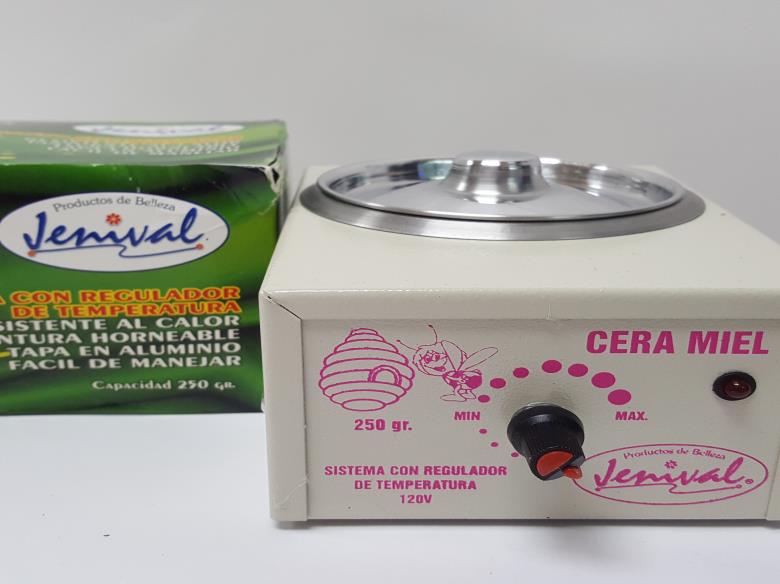 Productos de Belleza
Jenival
CON REGULADOR
DE TEMPERATURA
SISTENTE AL CALOR
NTURA HORNEABLE
TAPA EN ALUMINIO
FACIL DE MANEJAR
Capacidad 250 GR.
CERA MIEL
MIN
MAX.
250 gr.
SISTEMA CON REGULADOR
DE TEMPERATURA
120V
Productos de Belleza
Jenival®